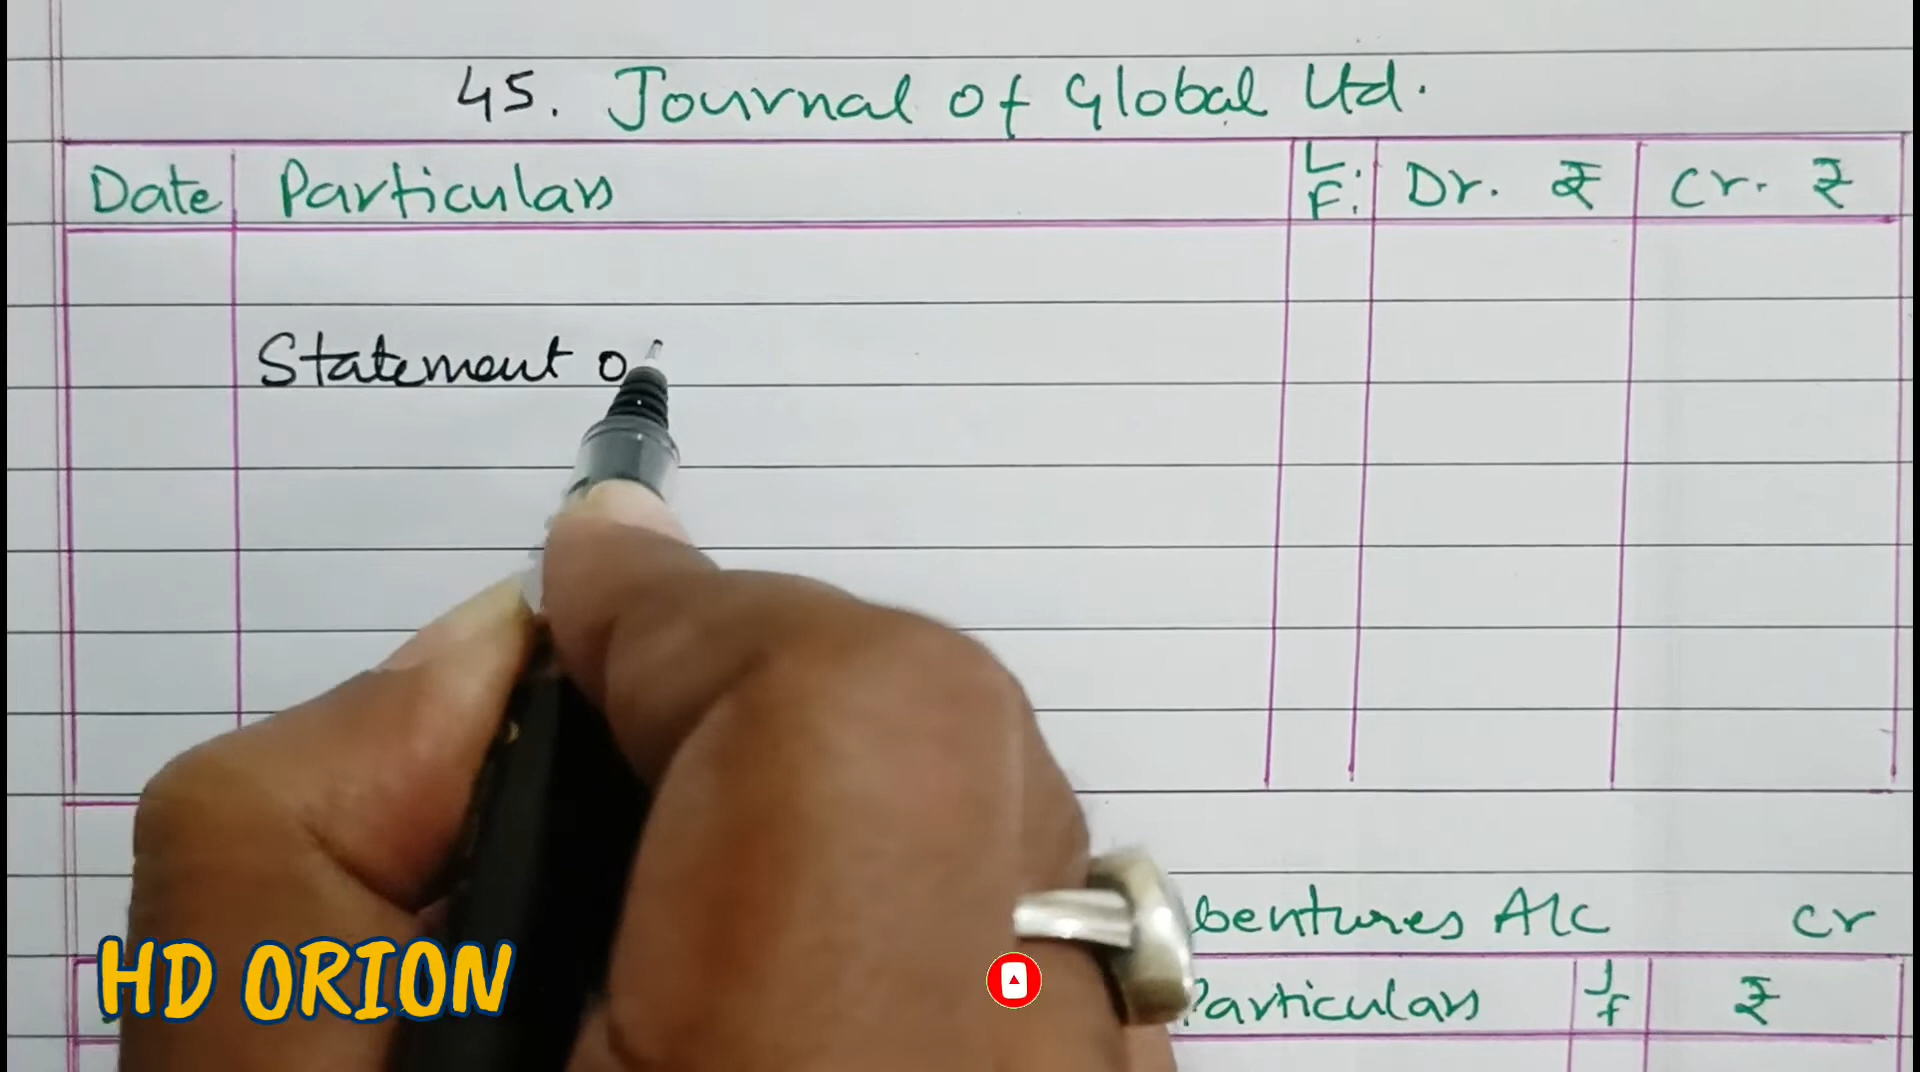 45. Journal of Global Ltd.
Date Particulars L.F. Dr. ₹ Cr. ₹
Statement o
bentures A/c Cr
Particulars J f ₹
HD ORION